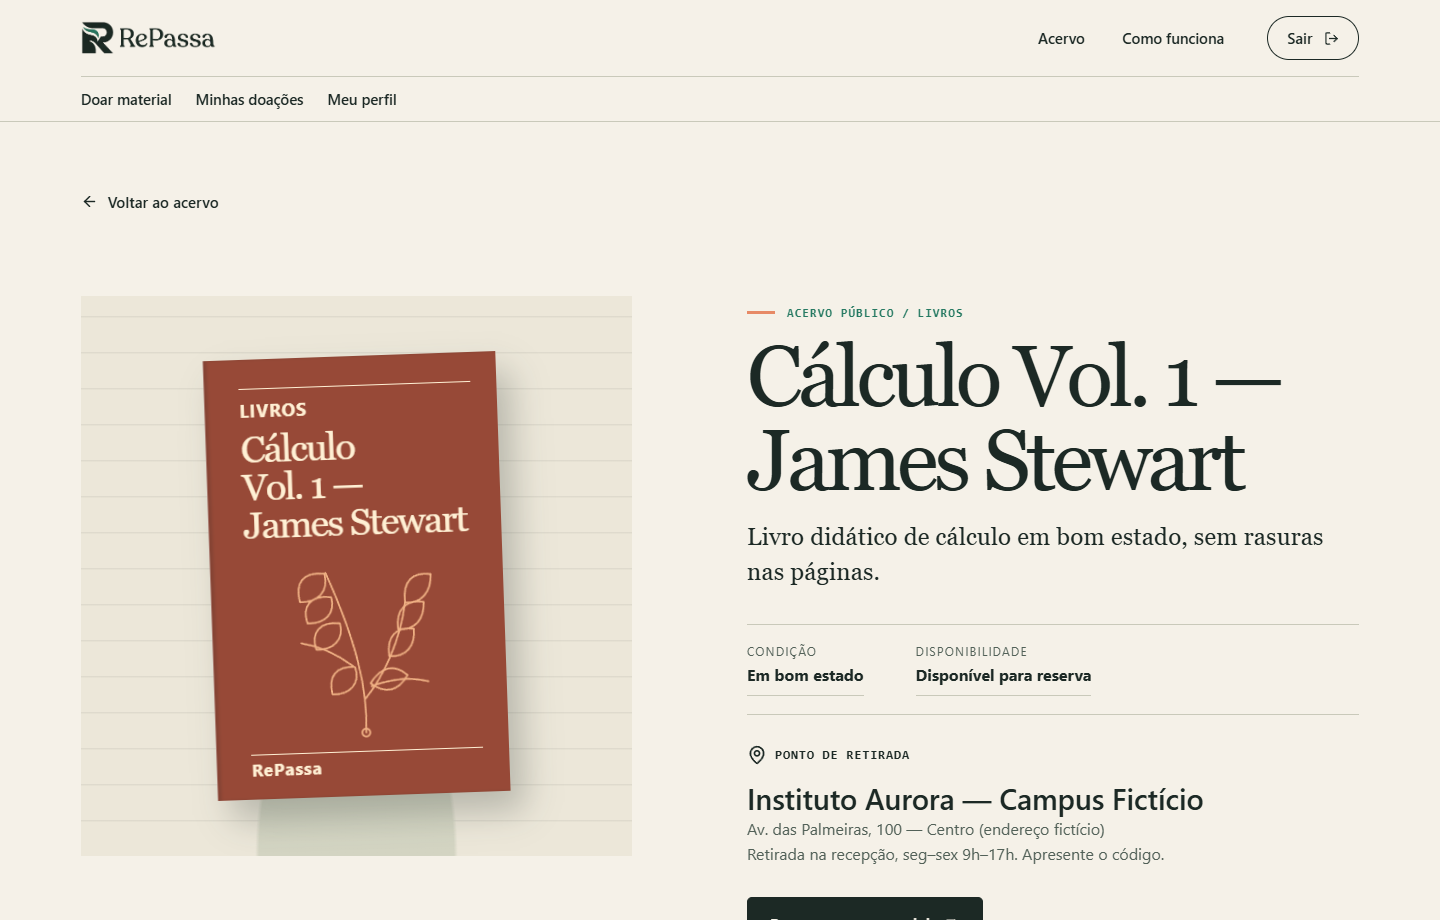 RePassa
Acervo
Como funciona
Sair
Doar material
Minhas doações
Meu perfil
Voltar ao acervo
LIVROS
Cálculo
Vol. 1 —
James Stewart
RePassa
ACERVO PÚBLICO / LIVROS
Cálculo Vol. 1 —
James Stewart
Livro didático de cálculo em bom estado, sem rasuras
nas páginas.
CONDIÇÃO
Em bom estado
DISPONIBILIDADE
Disponível para reserva
PONTO DE RETIRADA
Instituto Aurora — Campus Fictício
Av. das Palmeiras, 100 — Centro (endereço fictício)
Retirada na recepção, seg–sex 9h–17h. Apresente o código.